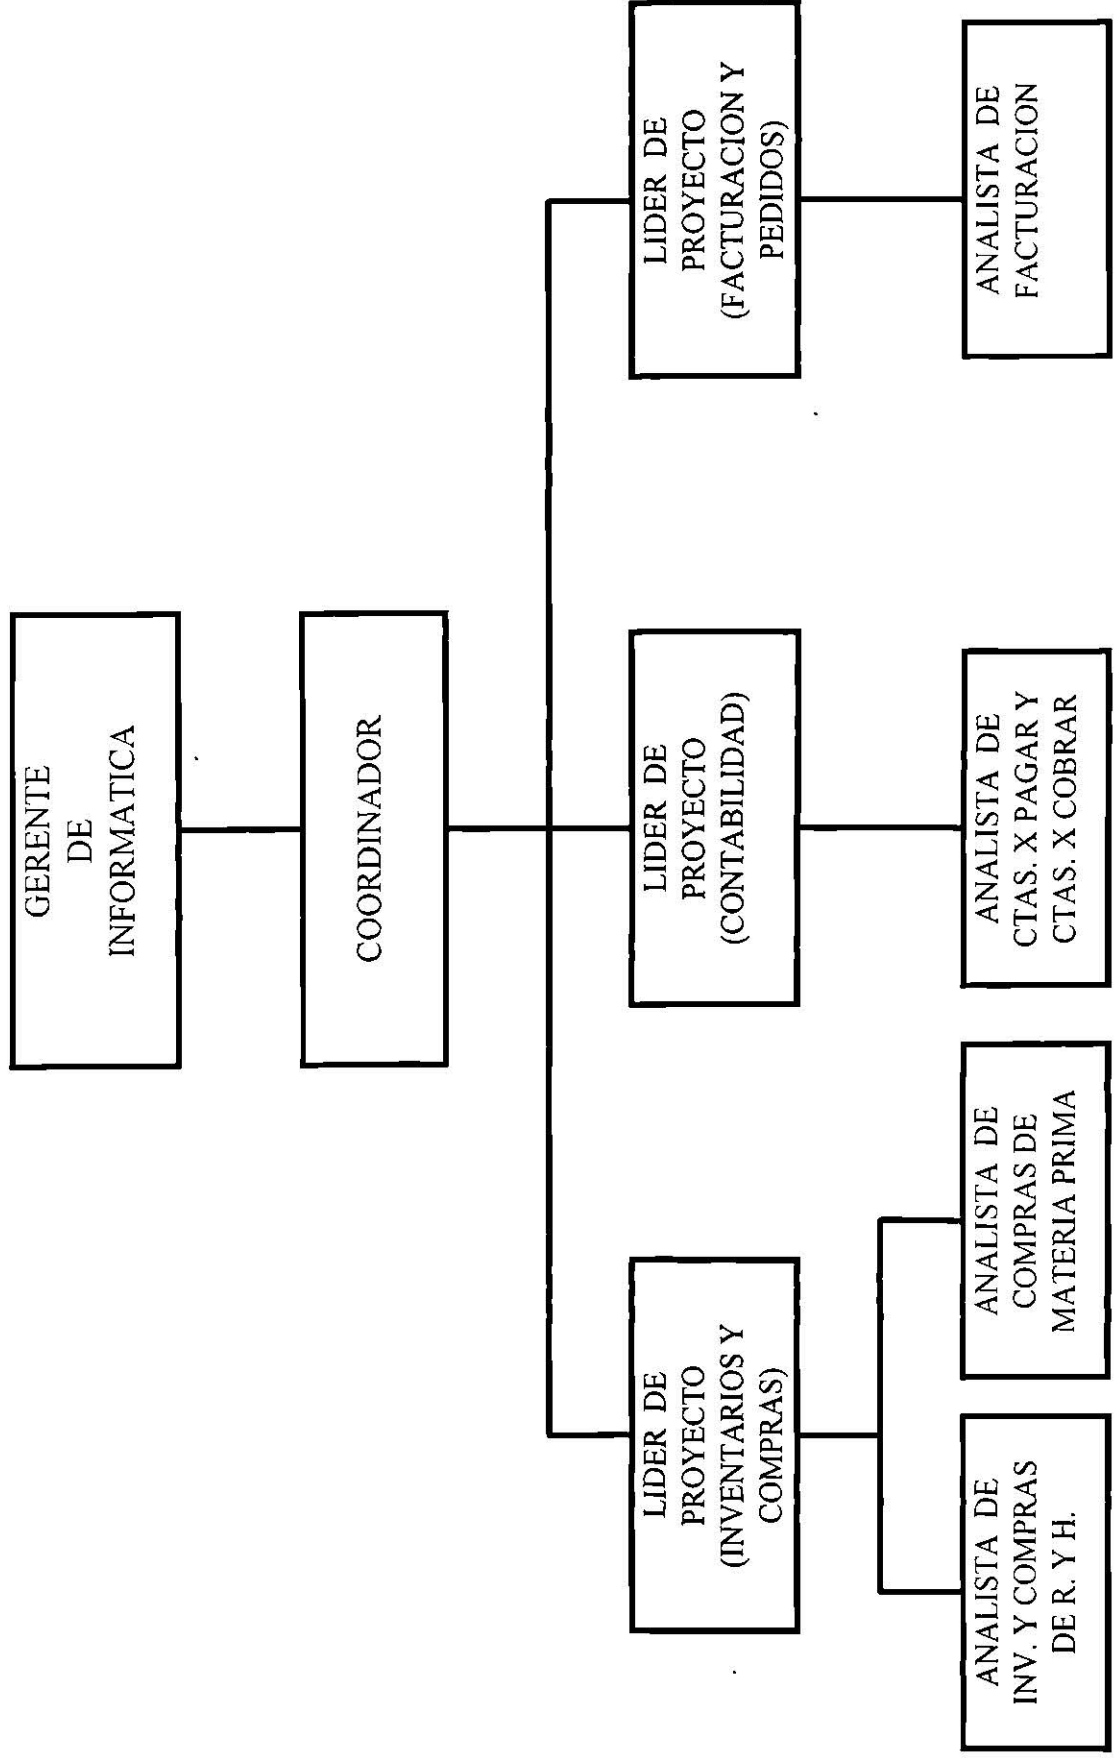 GERENTE
DE
INFORMATICA
COORDINADOR
LIDER DE
PROYECTO
(INVENTARIOS Y
COMPRAS)
LIDER DE
PROYECTO
(CONTABILIDAD)
LIDER DE
PROYECTO
(FACTURACION Y
PEDIDOS)
ANALISTA DE
INV. Y COMPRAS
DE R. Y H.
ANALISTA DE
COMPRAS DE
MATERIA PRIMA
ANALISTA DE
CTAS. X PAGAR Y
CTAS. X COBRAR
ANALISTA DE
FACTURACION